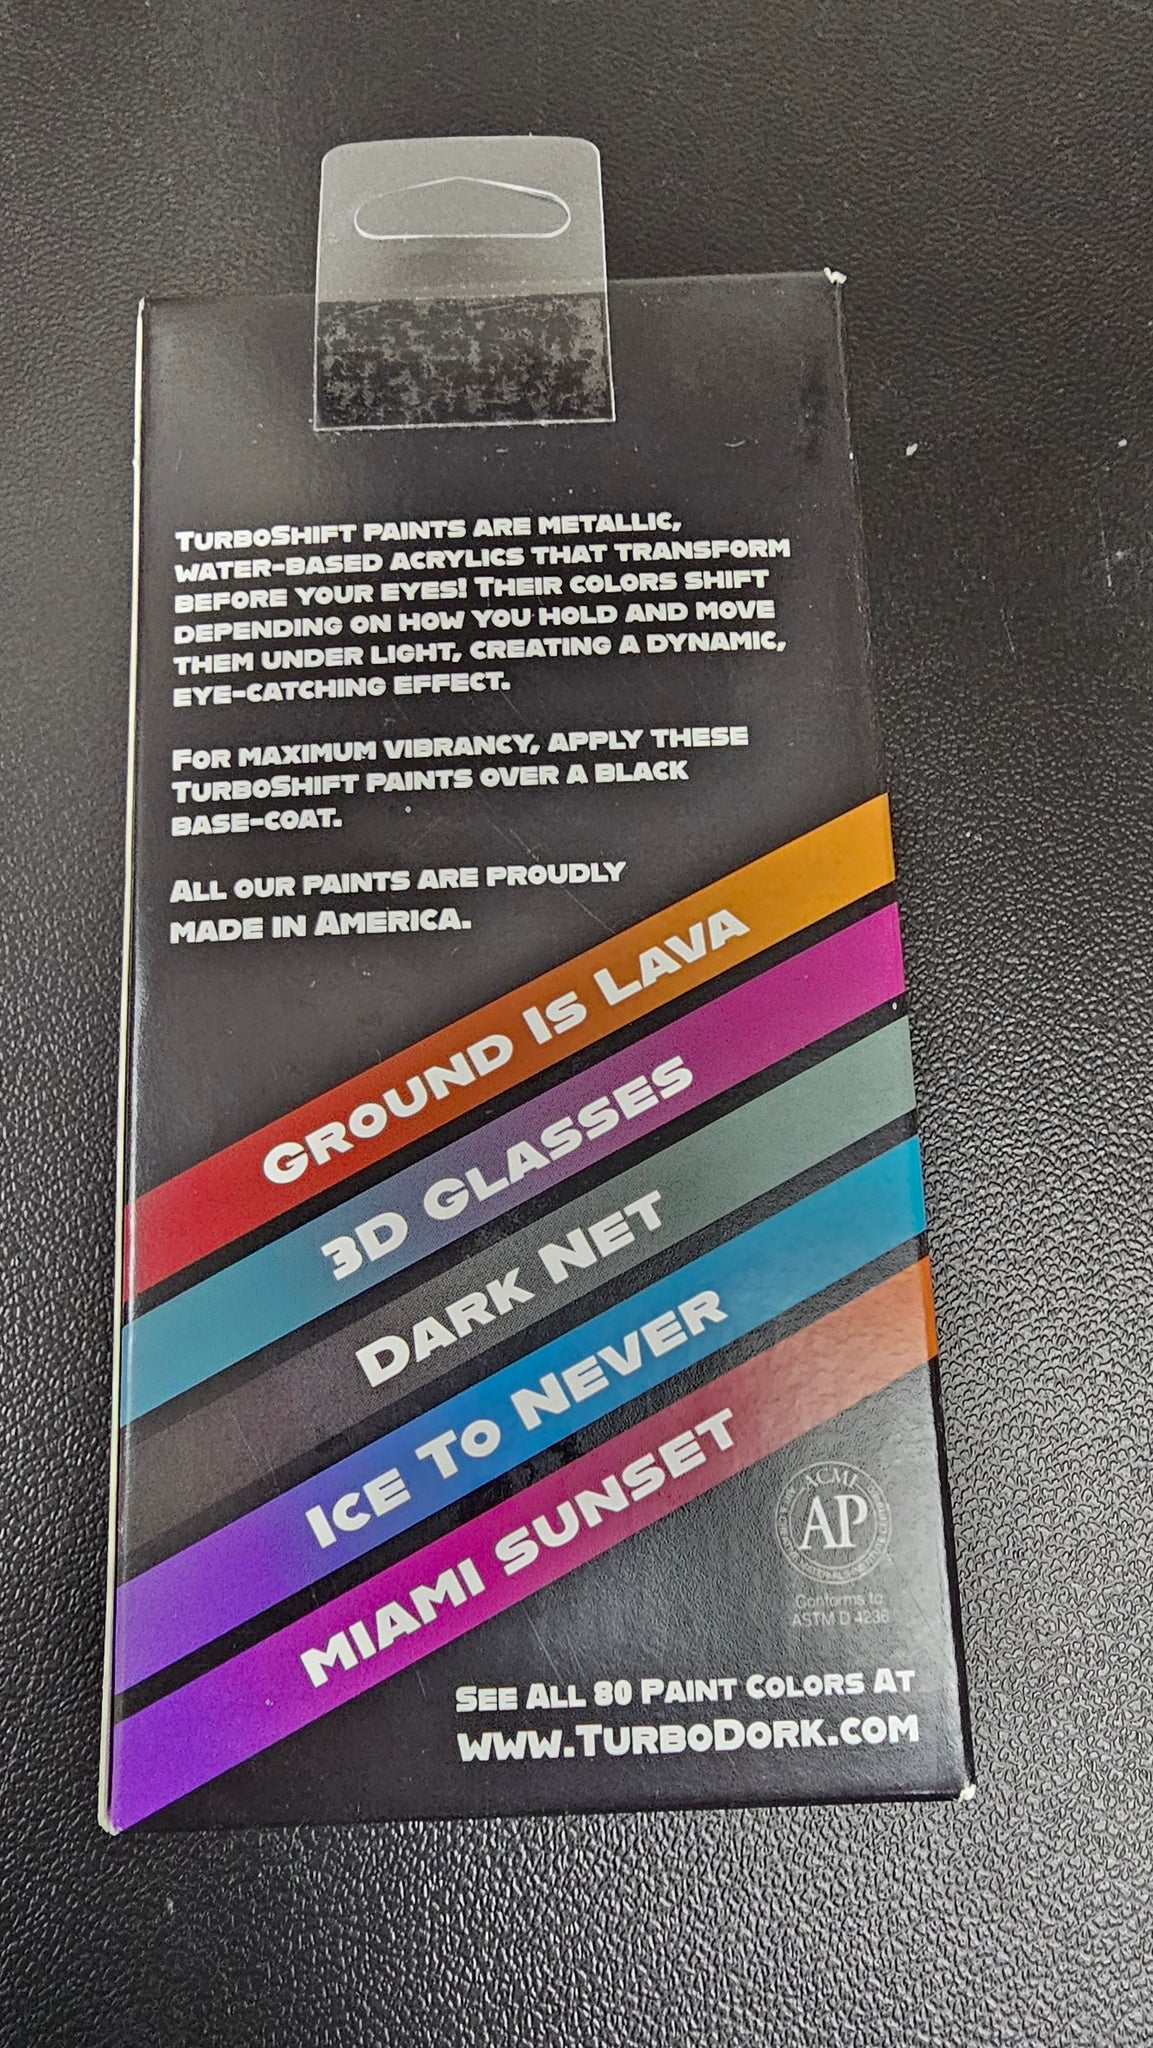 TurboShift paints are metallic,
water-based acrylics that transform
before your eyes! Their colors shift
depending on how you hold and move
them under light, creating a dynamic,
eye-catching effect.
For maximum vibrancy, apply these
TurboShift paints over a black
base-coat.
All our paints are proudly
made in America.
Ground Is Lava
3D Glasses
Dark Net
Ice To Never
Miami Sunset
ACMI
AP
Conforms to
ASTM D 4236
See All 80 Paint Colors At
www.TurboDork.com